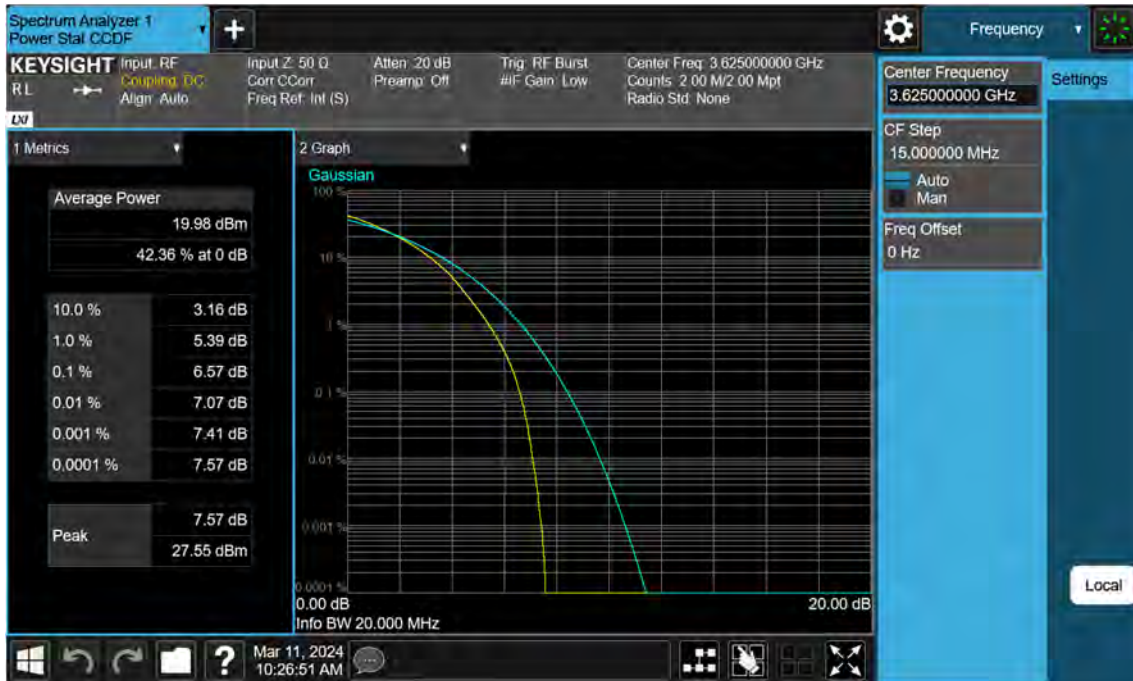 Spectrum Analyzer 1
Power Stat CCDF
Frequency
KEYSIGHT
RL
LXI
Input: RF
Coupling: DC
Align: Auto
Input Z: 50 Ω
Corr CCorr
Freq Ref: Int (S)
Atten: 20 dB
Preamp: Off
Trig: RF Burst
#IF Gain: Low
Center Freq: 3.625000000 GHz
Counts: 2.00 M/2.00 Mpt
Radio Std: None
Center Frequency
3.625000000 GHz
Settings
CF Step
15.000000 MHz
Auto
Man
Freq Offset
0 Hz
Local
1 Metrics
Average Power
19.98 dBm
42.36 % at 0 dB
10.0 % 3.16 dB
1.0 % 5.39 dB
0.1 % 6.57 dB
0.01 % 7.07 dB
0.001 % 7.41 dB
0.0001 % 7.57 dB
Peak
7.57 dB
27.55 dBm
2 Graph
Gaussian
100 %
10 %
1 %
0.1 %
0.01 %
0.001 %
0.0001 %
0.00 dB
20.00 dB
Info BW 20.000 MHz
?
Mar 11, 2024
10:26:51 AM